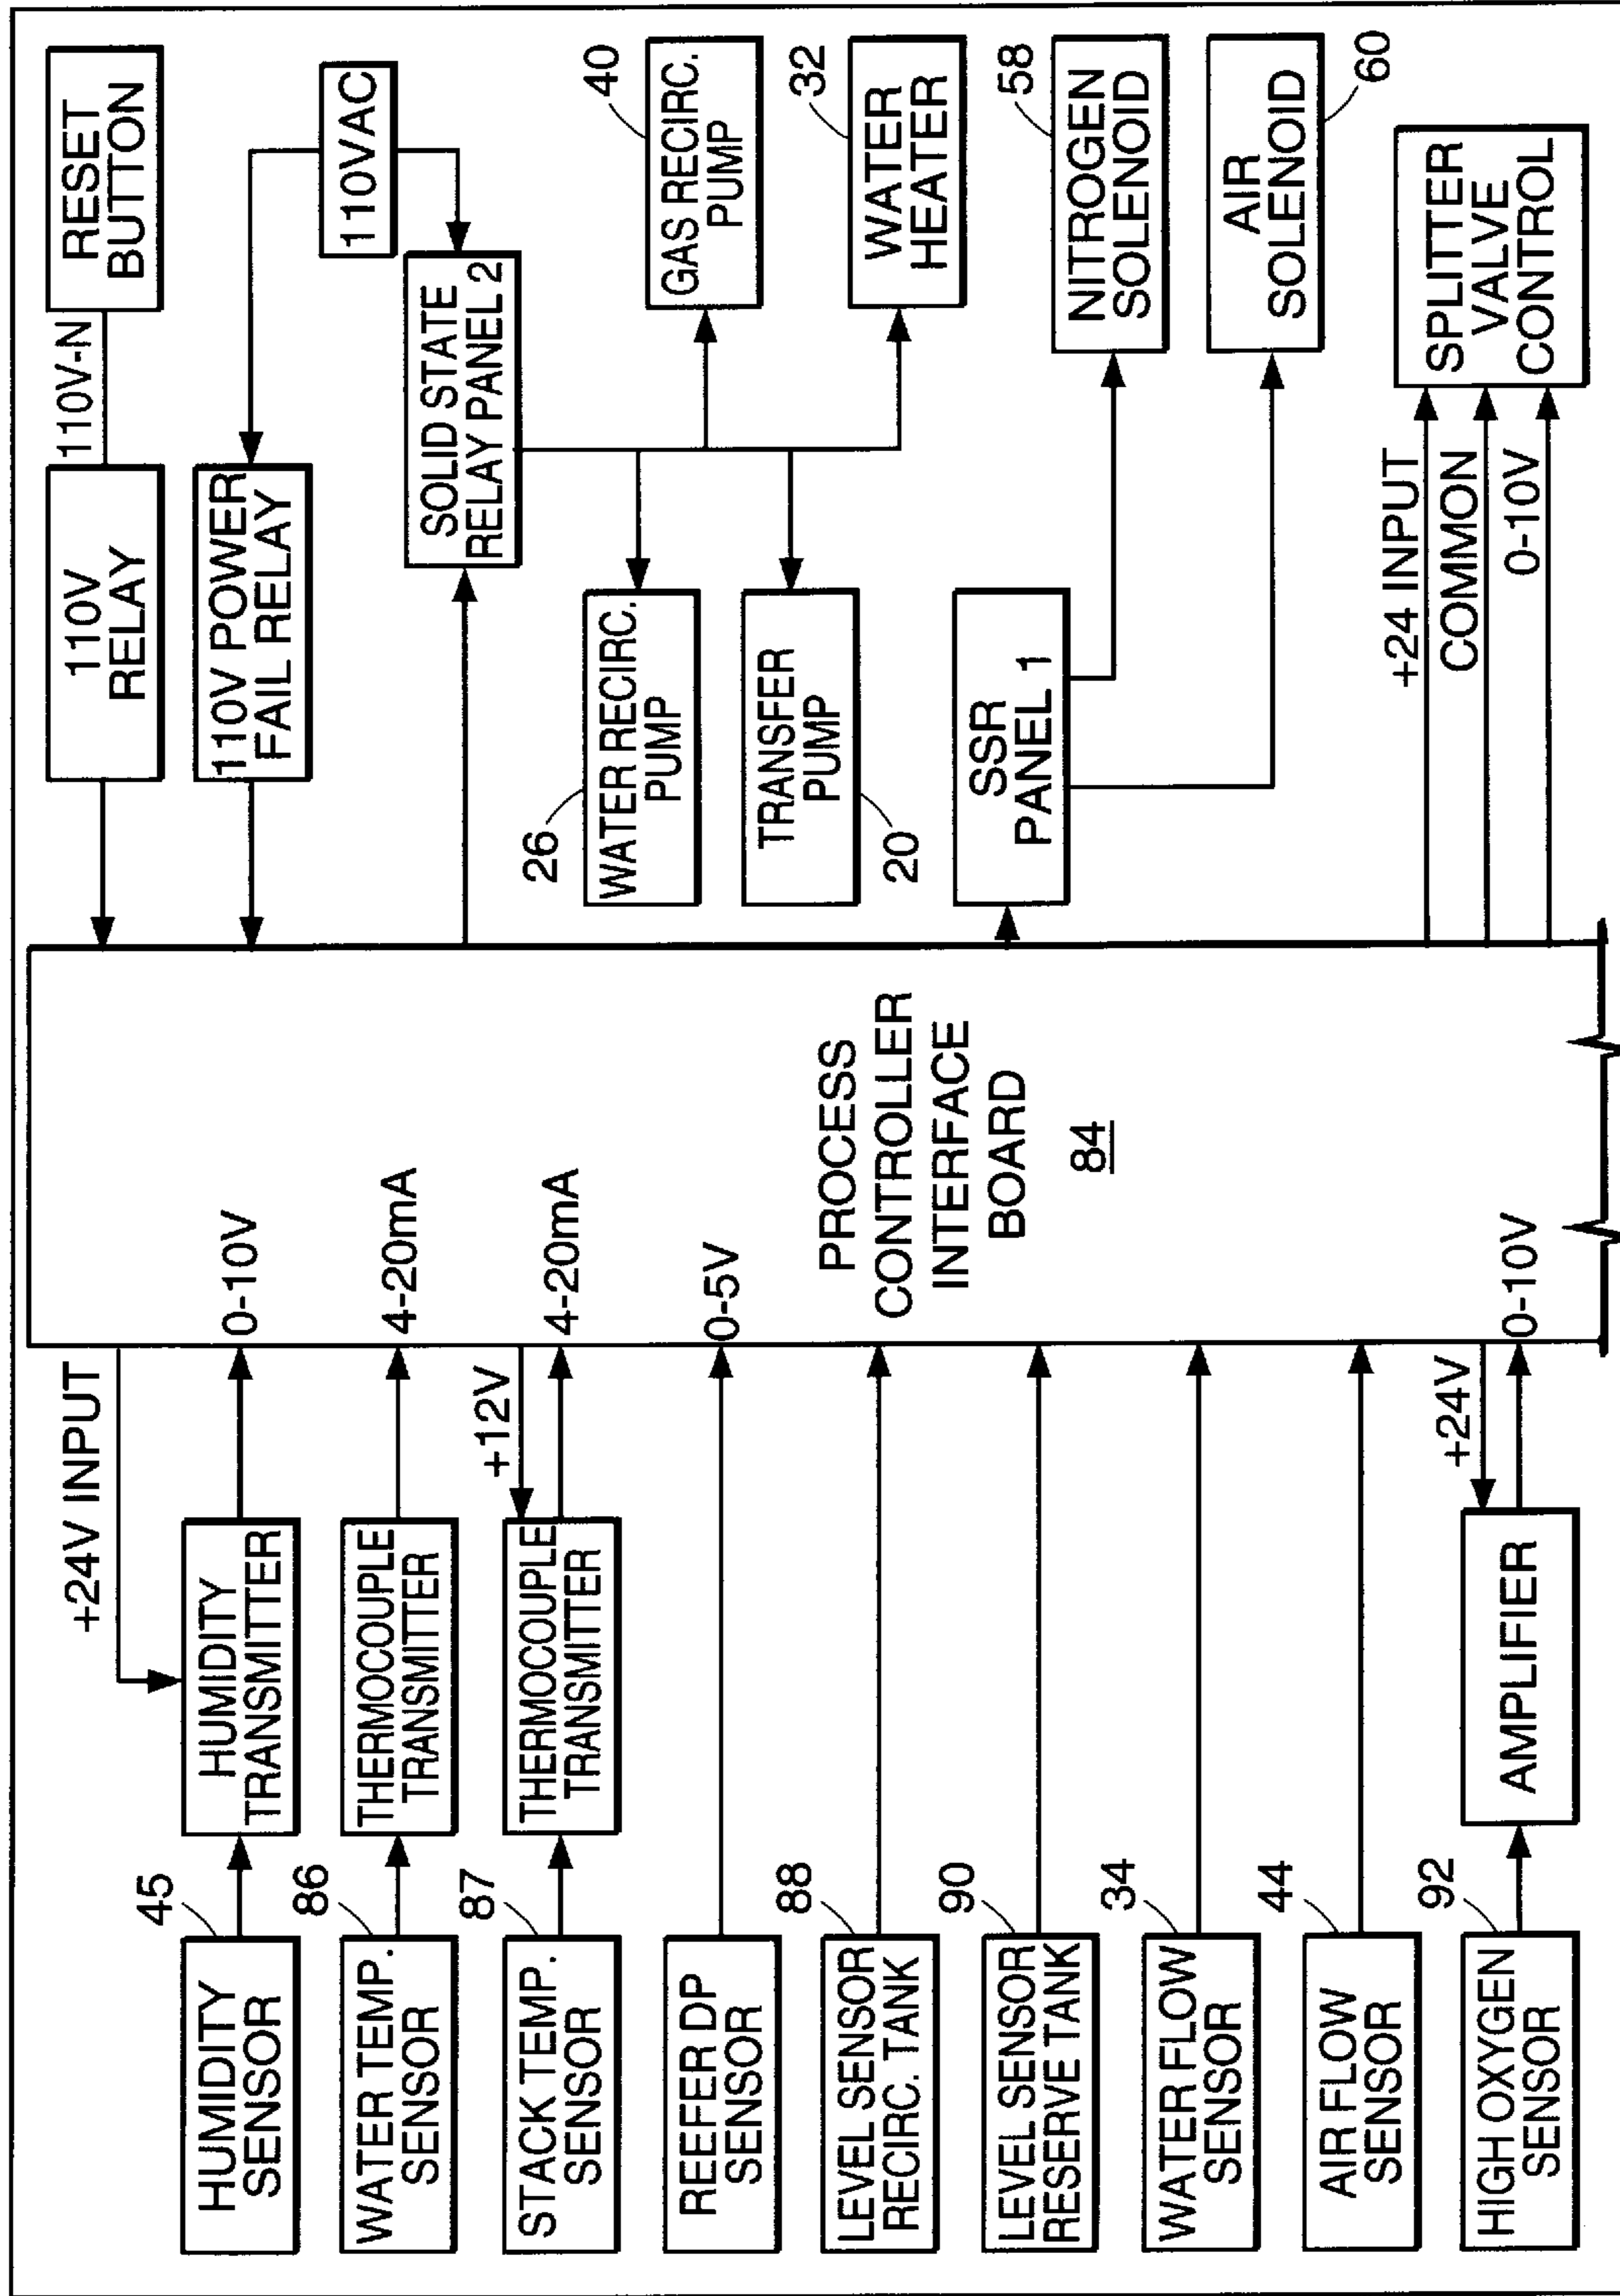 +24V INPUT
45
HUMIDITY
SENSOR
HUMIDITY
TRANSMITTER
0-10V
86
WATER TEMP.
SENSOR
THERMOCOUPLE
TRANSMITTER
4-20mA
87
STACK TEMP.
SENSOR
THERMOCOUPLE
TRANSMITTER
+12V
4-20mA
REEFER DP
SENSOR
0-5V
88
LEVEL SENSOR
RECIRC. TANK
90
LEVEL SENSOR
RESERVE TANK
34
WATER FLOW
SENSOR
44
AIR FLOW
SENSOR
92
HIGH OXYGEN
SENSOR
AMPLIFIER
+24V
0-10V
PROCESS
CONTROLLER
INTERFACE
BOARD
84
110V
RELAY
110V-N
RESET
BUTTON
110V POWER
FAIL RELAY
110VAC
SOLID STATE
RELAY PANEL 2
26
WATER RECIRC.
PUMP
40
GAS RECIRC.
PUMP
TRANSFER
PUMP
20
32
WATER
HEATER
SSR
PANEL 1
58
NITROGEN
SOLENOID
AIR
SOLENOID
60
+24 INPUT
COMMON
0-10V
SPLITTER
VALVE
CONTROL